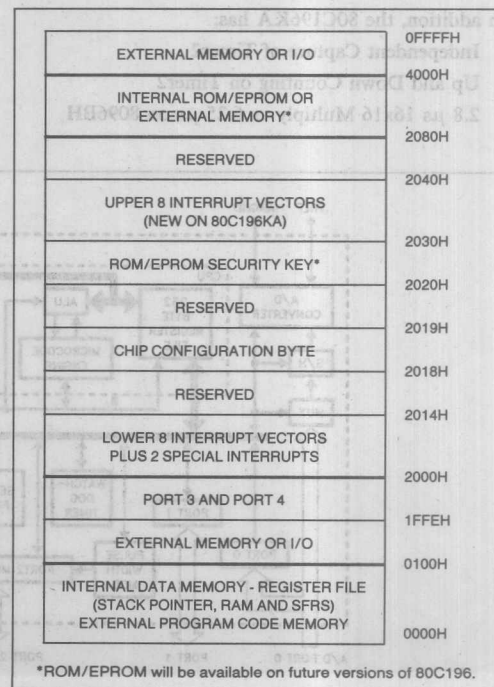 0FFFFH
EXTERNAL MEMORY OR I/O
4000H
INTERNAL ROM/EPROM OR
EXTERNAL MEMORY*
2080H
RESERVED
2040H
UPPER 8 INTERRUPT VECTORS
(NEW ON 80C196KA)
2030H
ROM/EPROM SECURITY KEY*
2020H
RESERVED
2019H
CHIP CONFIGURATION BYTE
2018H
RESERVED
2014H
LOWER 8 INTERRUPT VECTORS
PLUS 2 SPECIAL INTERRUPTS
2000H
PORT 3 AND PORT 4
1FFEH
EXTERNAL MEMORY OR I/O
0100H
INTERNAL DATA MEMORY - REGISTER FILE
(STACK POINTER, RAM AND SFRS)
EXTERNAL PROGRAM CODE MEMORY
0000H
*ROM/EPROM will be available on future versions of 80C196.